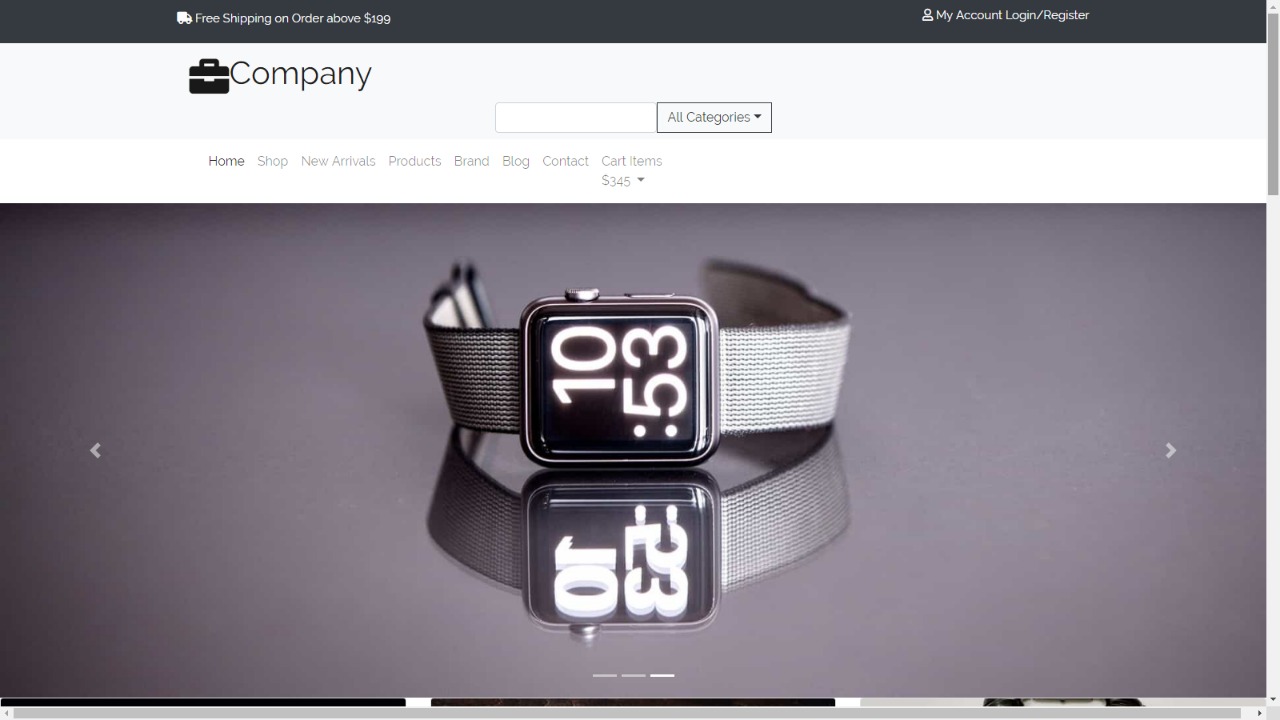 Free Shipping on Order above $199
My Account Login/Register
Company
All Categories
Home Shop New Arrivals Products Brand Blog Contact Cart items
$345
10
:53